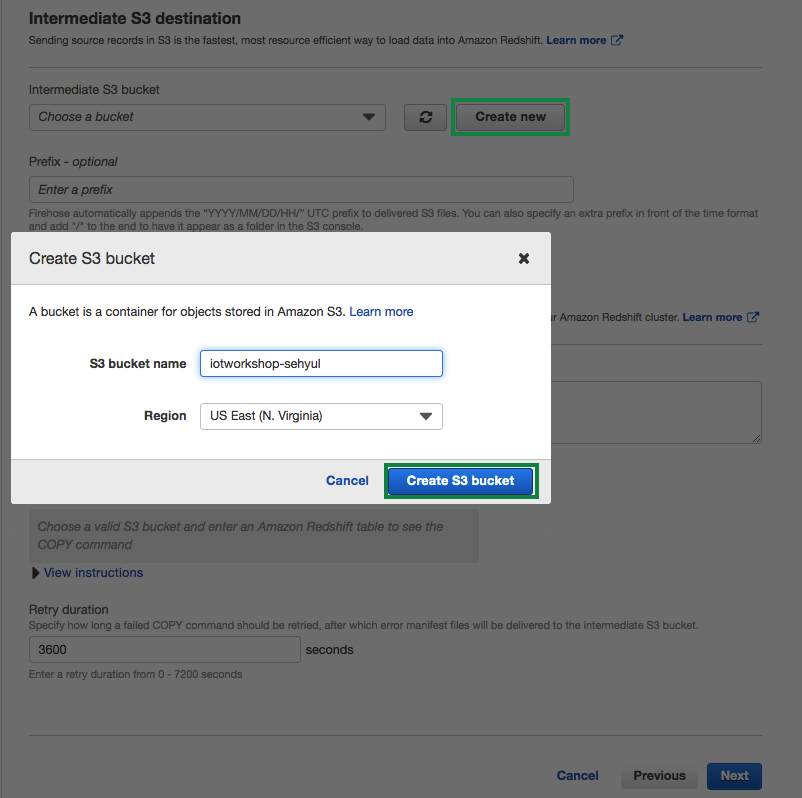 Intermediate S3 destination
Sending source records in S3 is the fastest, most resource efficient way to load data into Amazon Redshift. Learn more
Intermediate S3 bucket
Choose a bucket
Create new
Prefix - optional
Enter a prefix
Firehose automatically appends the "YYYY/MM/DD/HH/" UTC prefix to delivered S3 files. You can also specify an extra prefix in front of the time format
and add "/" to the end to have it appear as a folder in the S3 console.
Create S3 bucket
A bucket is a container for objects stored in Amazon S3. Learn more
ur Amazon Redshift cluster. Learn more
S3 bucket name
iotworkshop-sehyul
Region
US East (N. Virginia)
Cancel
Create S3 bucket
Choose a valid S3 bucket and enter an Amazon Redshift table to see the
COPY command
View instructions
Retry duration
Specify how long a failed COPY command should be retried, after which error manifest files will be delivered to the intermediate S3 bucket.
3600
seconds
Enter a retry duration from 0 - 7200 seconds
Cancel
Previous
Next